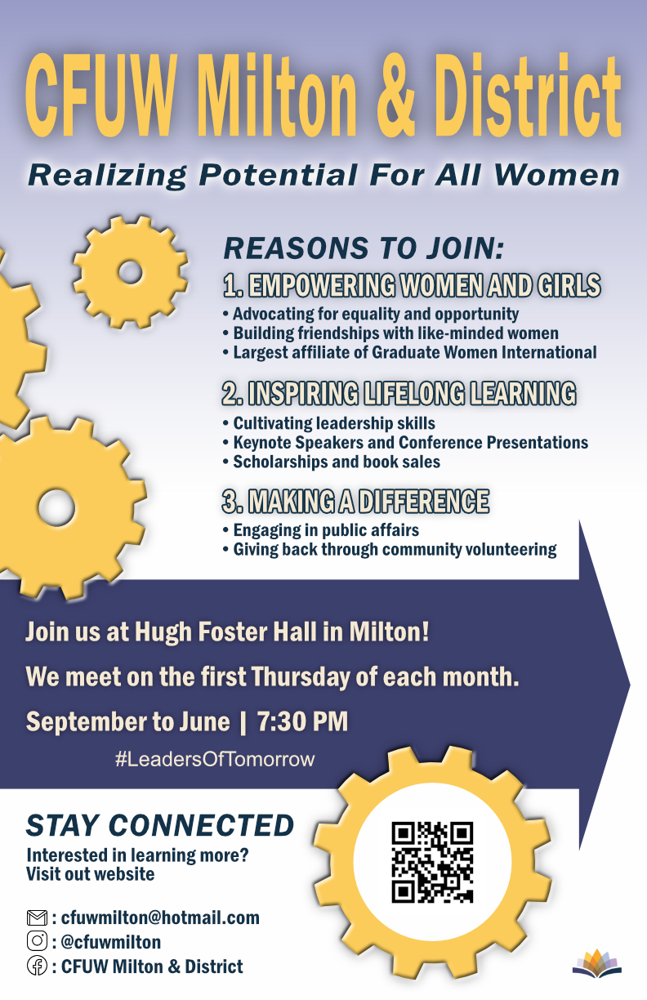 CFUW Milton & District
Realizing Potential For All Women
REASONS TO JOIN:
1. EMPOWERING WOMEN AND GIRLS
• Advocating for equality and opportunity
• Building friendships with like-minded women
• Largest affiliate of Graduate Women International
2. INSPIRING LIFELONG LEARNING
• Cultivating leadership skills
• Keynote Speakers and Conference Presentations
• Scholarships and book sales
3. MAKING A DIFFERENCE
• Engaging in public affairs
• Giving back through community volunteering
Join us at Hugh Foster Hall in Milton!
We meet on the first Thursday of each month.
September to June | 7:30 PM
#LeadersOfTomorrow
STAY CONNECTED
Interested in learning more?
Visit out website
: cfuwmilton@hotmail.com
: @cfuwmilton
: CFUW Milton & District